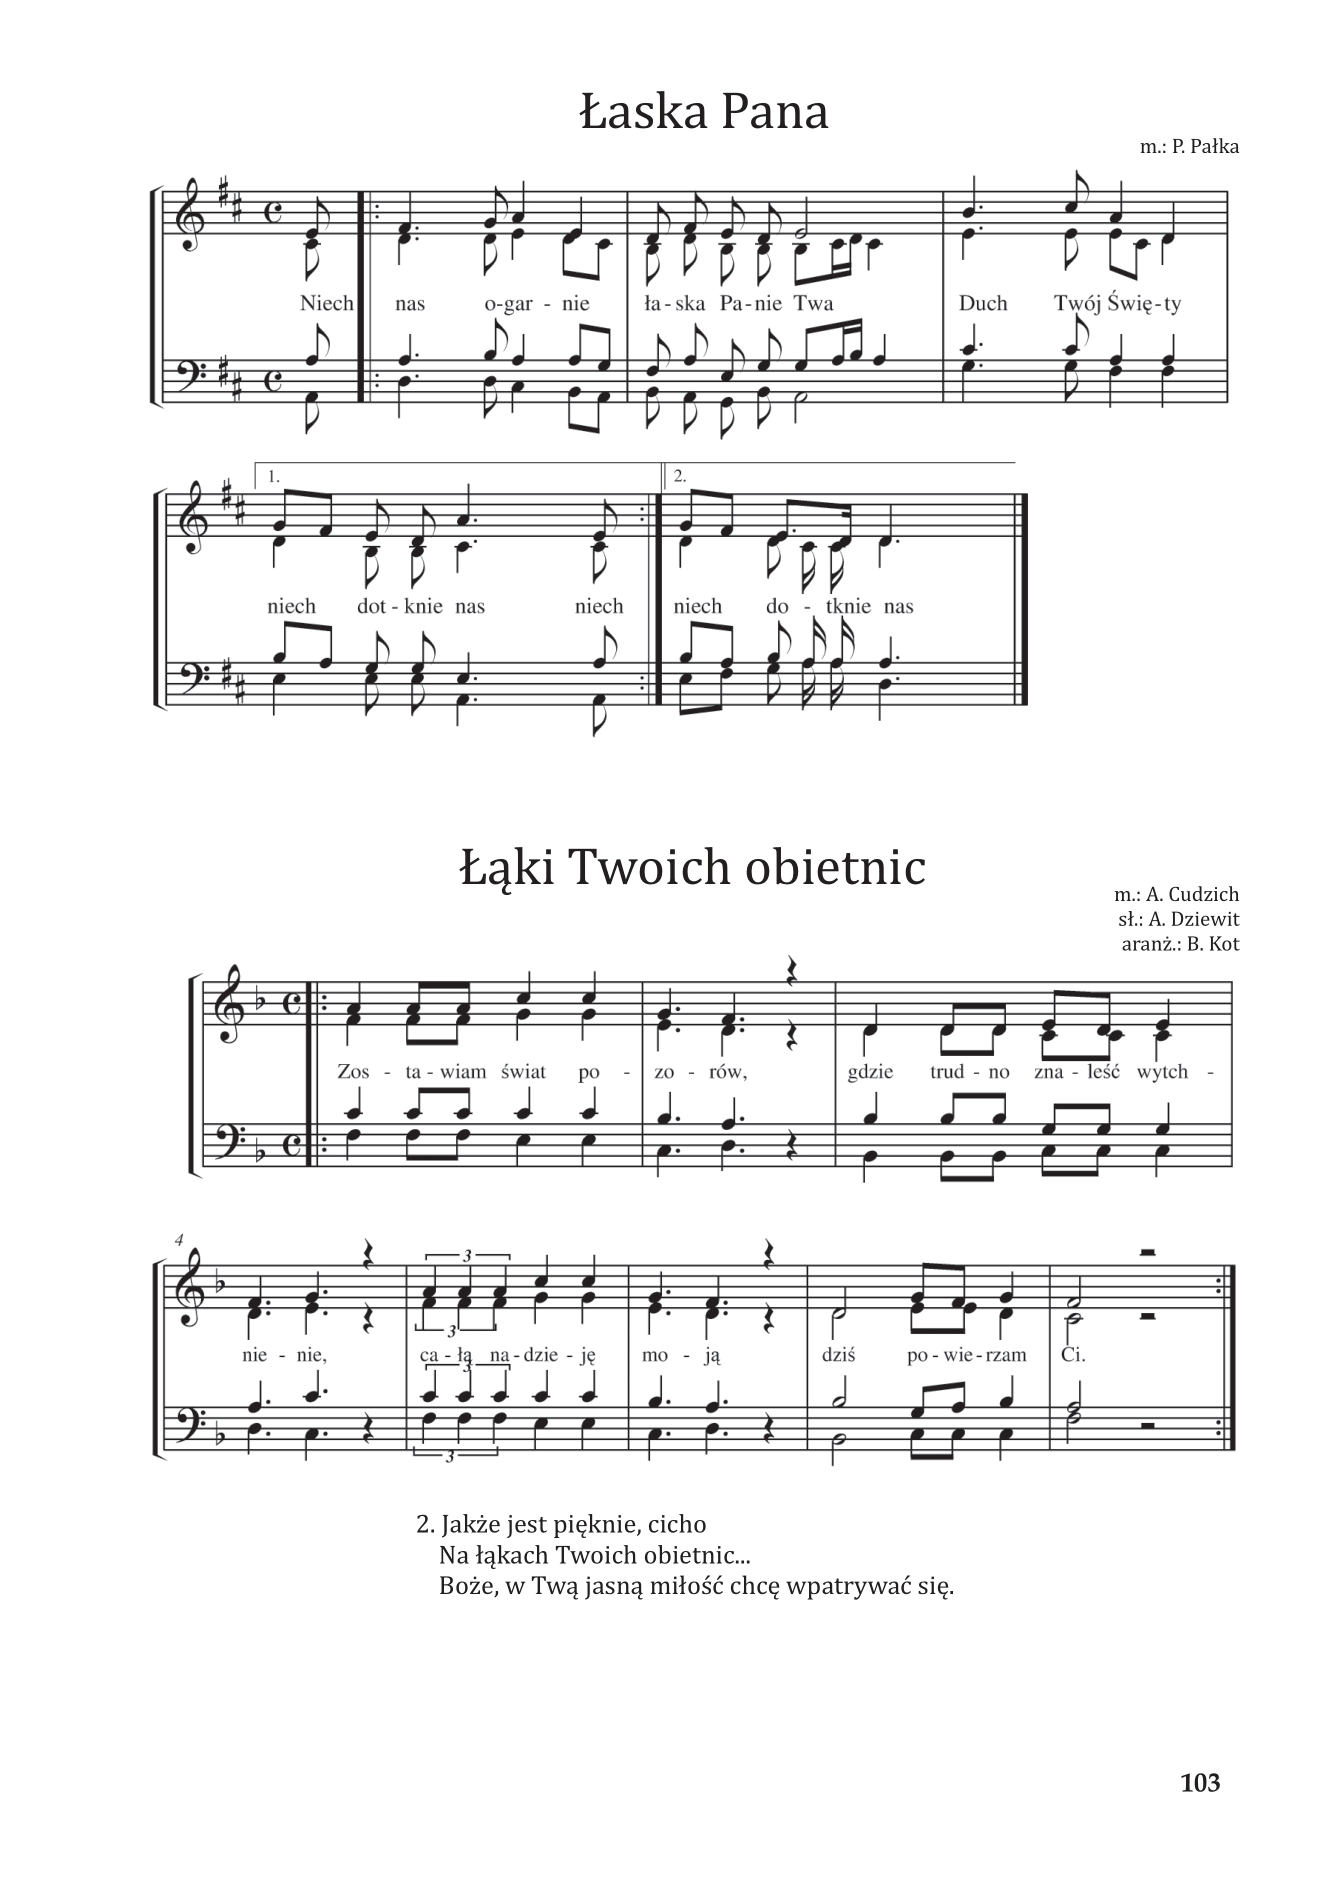 Łaska Pana
m.: P. Pałka
Niech nas o-gar - nie ła-ska Pa-nie Twa Duch Twój Świę-ty
1. 2.
niech dot - knie nas niech niech do - tknie nas
Łąki Twoich obietnic
m.: A. Cudzich
sł.: A. Dziewit
aranż.: B. Kot
Zos - ta - wiam świat po - zo - rów, gdzie trud - no zna - leść wytch -
4
3
3
nie - nie, ca - łą na - dzie - ję mo - ją dziś po - wie - rzam Ci.
3
3
2. Jakże jest pięknie, cicho
Na łąkach Twoich obietnic...
Boże, w Twą jasną miłość chcę wpatrywać się.
103